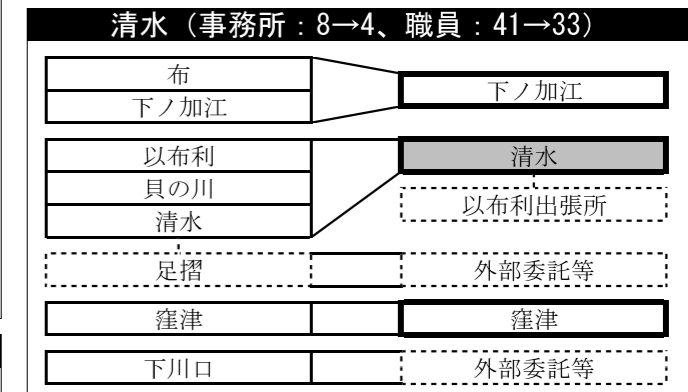 清水（事務所：8→4、職員：41→33）
布
下ノ加江
下ノ加江
以布利
貝の川
清水
清水
以布利出張所
足摺
外部委託等
窪津
窪津
下川口
外部委託等